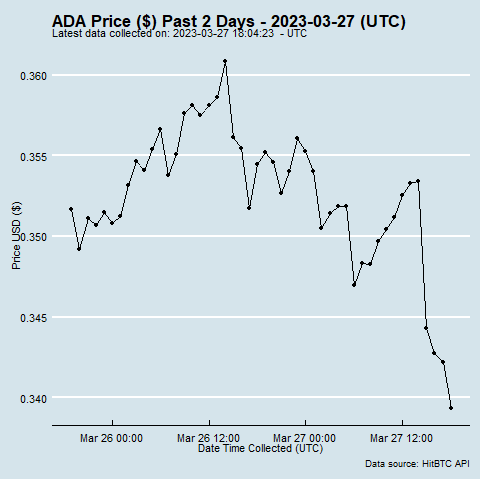 ADA Price ($) Past 2 Days - 2023-03-27 (UTC)
Latest data collected on: 2023-03-27 18:04:23  - UTC
0.360
0.355
0.350
0.345
0.340
Price USD ($)
Mar 26 00:00 Mar 26 12:00 Mar 27 00:00 Mar 27 12:00
Date Time Collected (UTC)
Data source: HitBTC API